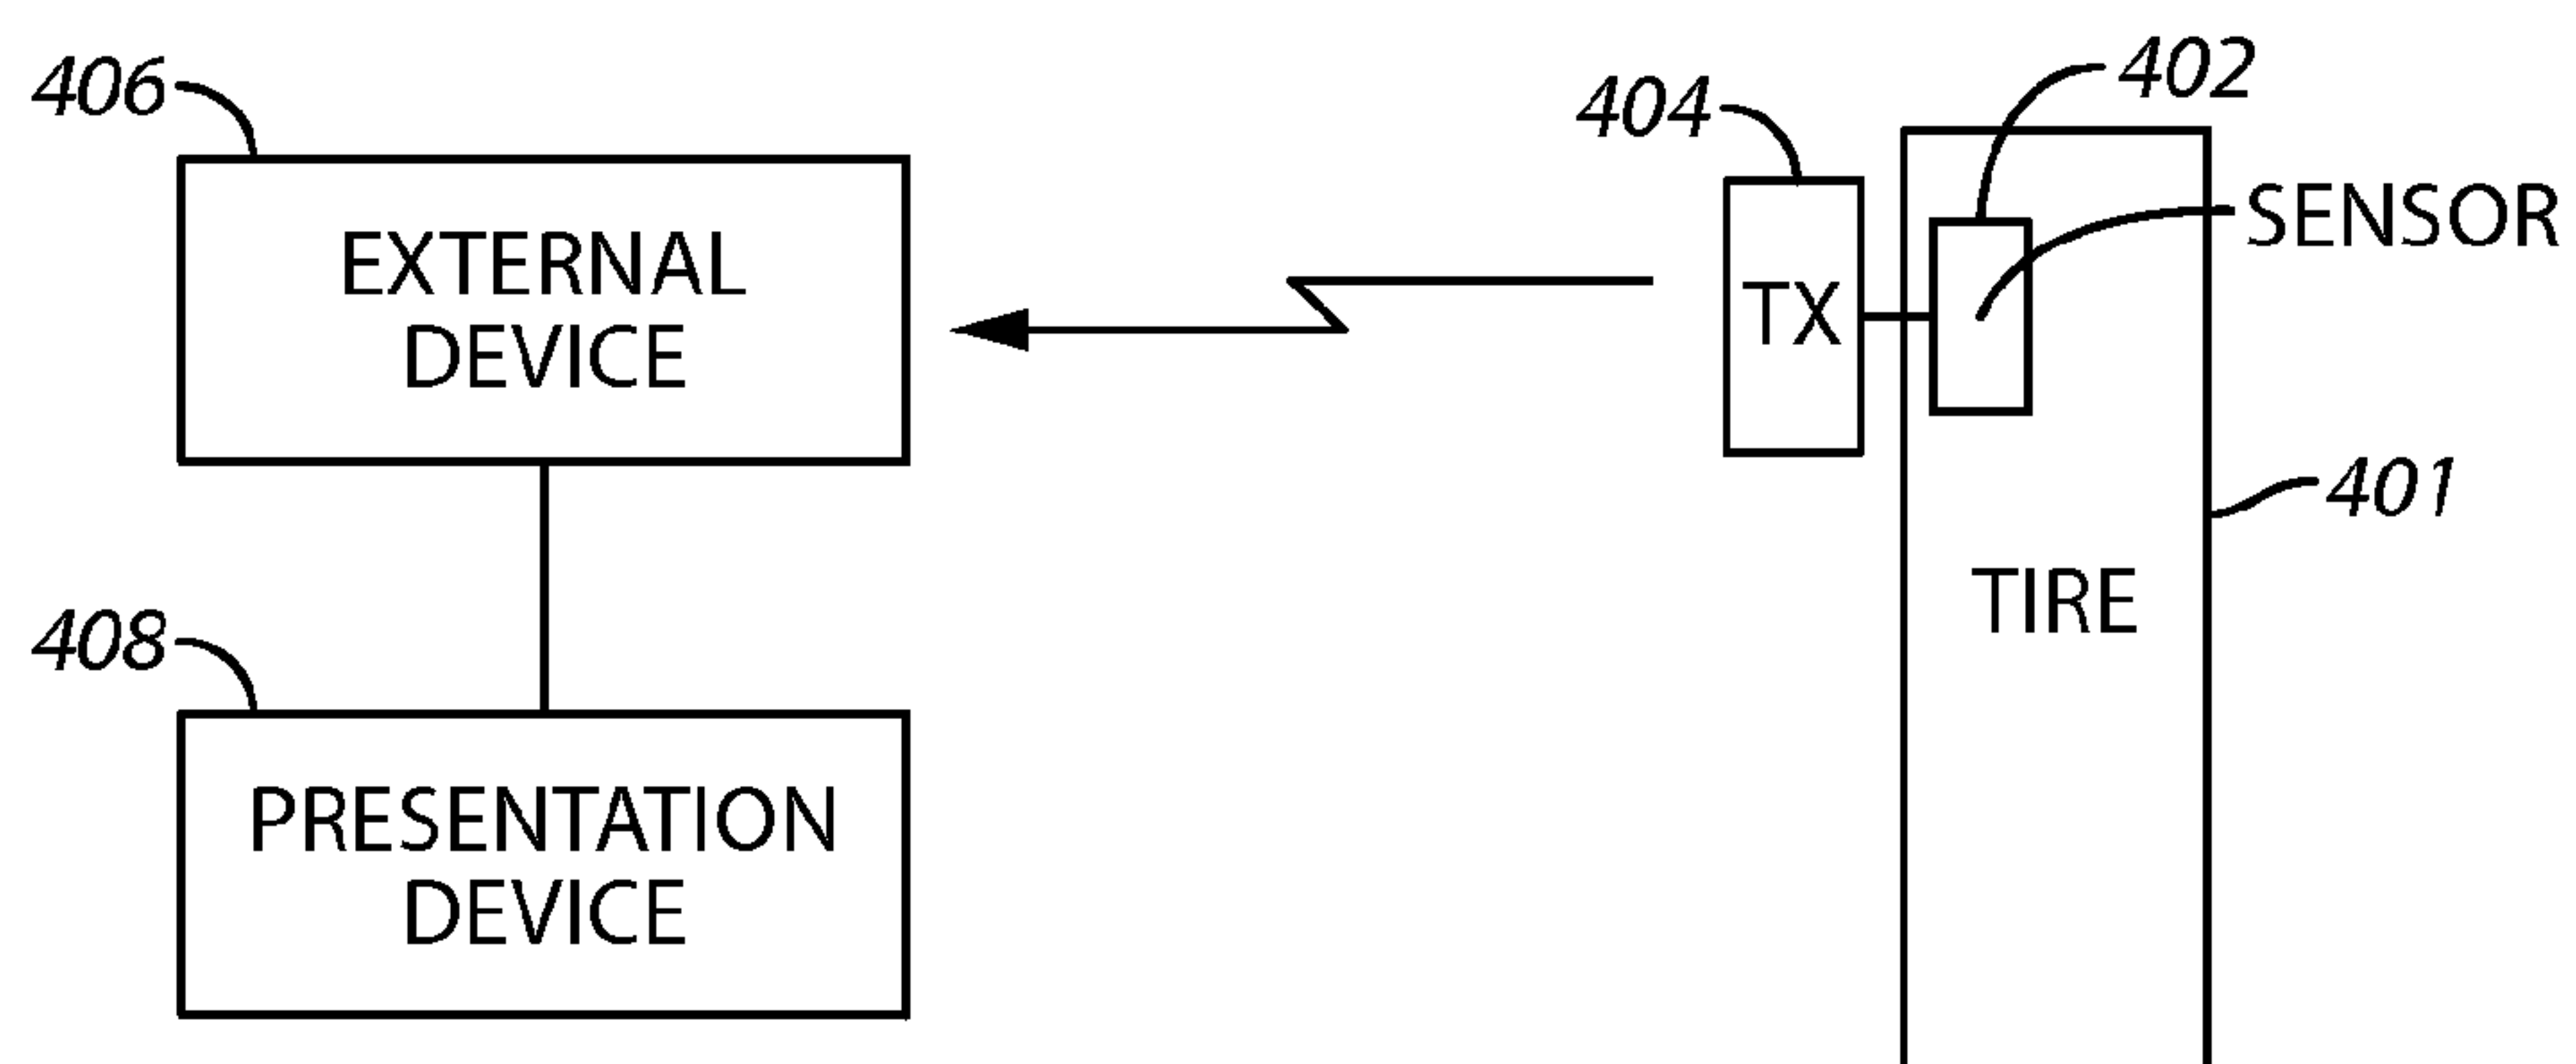 406
EXTERNAL
DEVICE
408
PRESENTATION
DEVICE
404
TX
402
SENSOR
401
TIRE